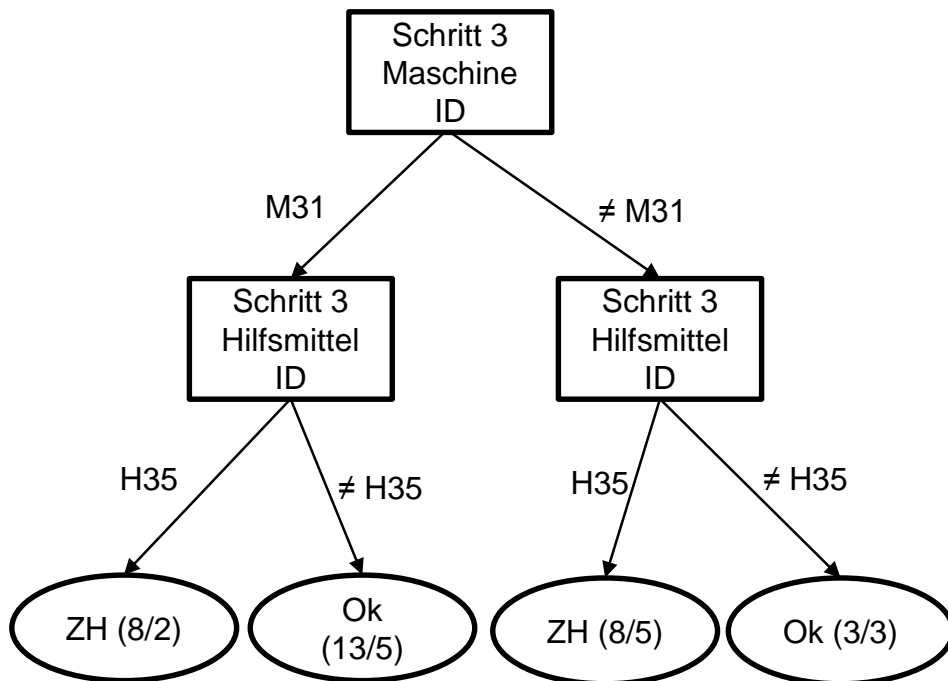 Schritt 3
Maschine
ID
M31
≠ M31
Schritt 3
Hilfsmittel
ID
Schritt 3
Hilfsmittel
ID
H35
≠ H35
H35
≠ H35
ZH (8/2)
Ok
(13/5)
ZH (8/5)
Ok (3/3)